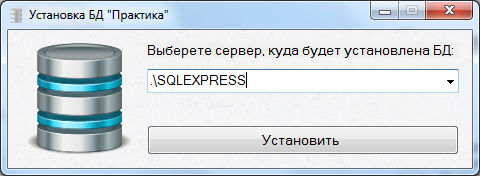 Установка БД "Практика"
Выберете сервер, куда будет установлена БД:
.\SQLEXPRESS
Установить